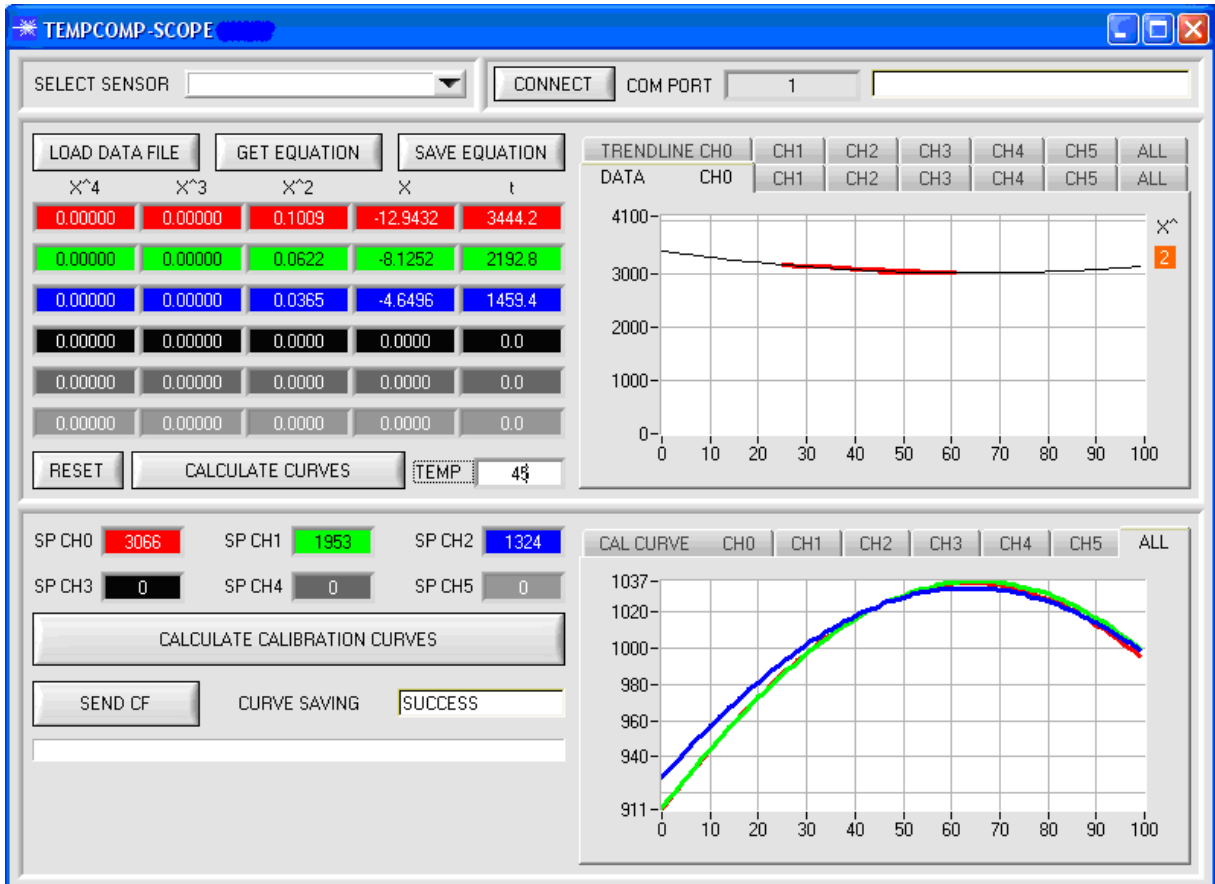 TEMPCOMP-SCOPE
SELECT SENSOR
CONNECT COM PORT 1
LOAD DATA FILE GET EQUATION SAVE EQUATION
X^4 X^3 X^2 X t
0.00000 0.00000 0.1009 -12.9432 3444.2
0.00000 0.00000 0.0622 -8.1252 2192.8
0.00000 0.00000 0.0365 -4.6496 1459.4
0.00000 0.00000 0.0000 0.0000 0.0
0.00000 0.00000 0.0000 0.0000 0.0
0.00000 0.00000 0.0000 0.0000 0.0
RESET CALCULATE CURVES TEMP 45
TRENDLINE CH0 CH1 CH2 CH3 CH4 CH5 ALL
DATA CH0 CH1 CH2 CH3 CH4 CH5 ALL
4100
X^
2
3000
2000
1000
0
0 10 20 30 40 50 60 70 80 90 100
SP CH0 3066 SP CH1 1953 SP CH2 1324
SP CH3 0 SP CH4 0 SP CH5 0
CALCULATE CALIBRATION CURVES
SEND CF CURVE SAVING SUCCESS
CAL CURVE CH0 CH1 CH2 CH3 CH4 CH5 ALL
1037
1020
1000
980
960
940
911
0 10 20 30 40 50 60 70 80 90 100